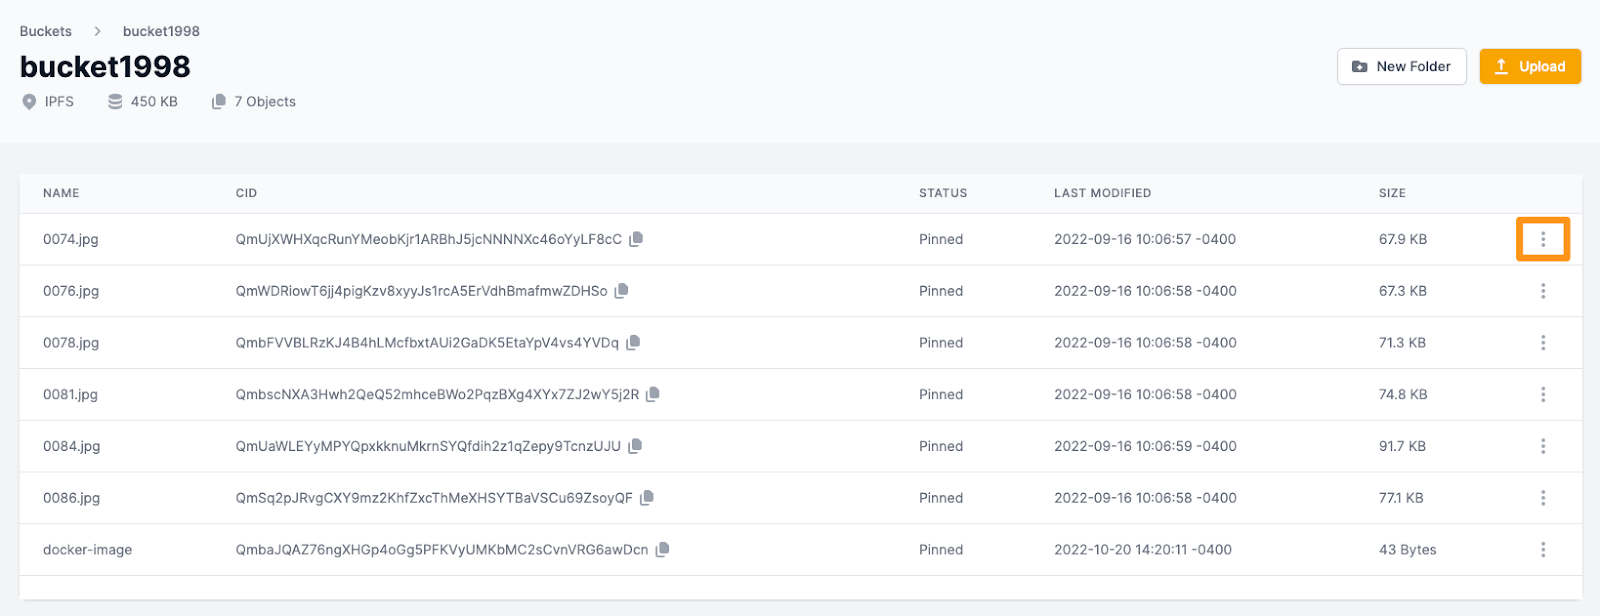 Buckets > bucket1998
bucket1998
IPFS 450 KB 7 Objects
New Folder Upload
NAME CID STATUS LAST MODIFIED SIZE
0074.jpg QmUjXWHXqcRunYMeobKjr1ARBhJ5jcNNNNXc46oYyLF8cC Pinned 2022-09-16 10:06:57 -0400 67.9 KB
0076.jpg QmWDRiowT6jj4pigKzv8xyyJs1rcA5ErVdhBmafmwZDHSo Pinned 2022-09-16 10:06:58 -0400 67.3 KB
0078.jpg QmbFVVBLRzKJ4B4hLMcfbxtAUi2GaDK5EtaYpV4vs4YVDq Pinned 2022-09-16 10:06:58 -0400 71.3 KB
0081.jpg QmbscNXA3Hwh2QeQ52mhceBWo2PqzBXg4XYx7ZJ2wY5j2R Pinned 2022-09-16 10:06:58 -0400 74.8 KB
0084.jpg QmUaWLEYyMPYQpxkknuMkrnSYQfdih2z1qZepy9TcnzUJU Pinned 2022-09-16 10:06:59 -0400 91.7 KB
0086.jpg QmSq2pJRvgCXY9mz2KhfZxcThMeXHSYTBaVSCu69ZsoyQF Pinned 2022-09-16 10:06:58 -0400 77.1 KB
docker-image QmbaJQAZ76ngXHGp4oGg5PFKVyUMKbMC2sCvnVRG6awDcn Pinned 2022-10-20 14:20:11 -0400 43 Bytes